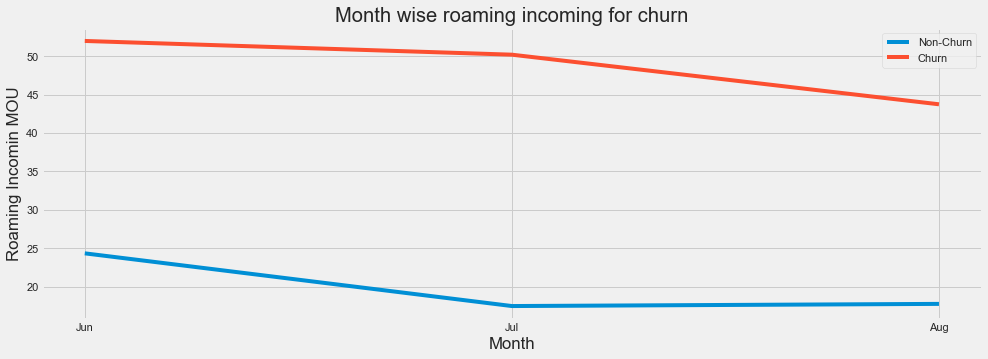 Month wise roaming incoming for churn
Non-Churn
Churn
Roaming Incomin MOU
50
45
40
35
30
25
20
Jun
Jul
Aug
Month